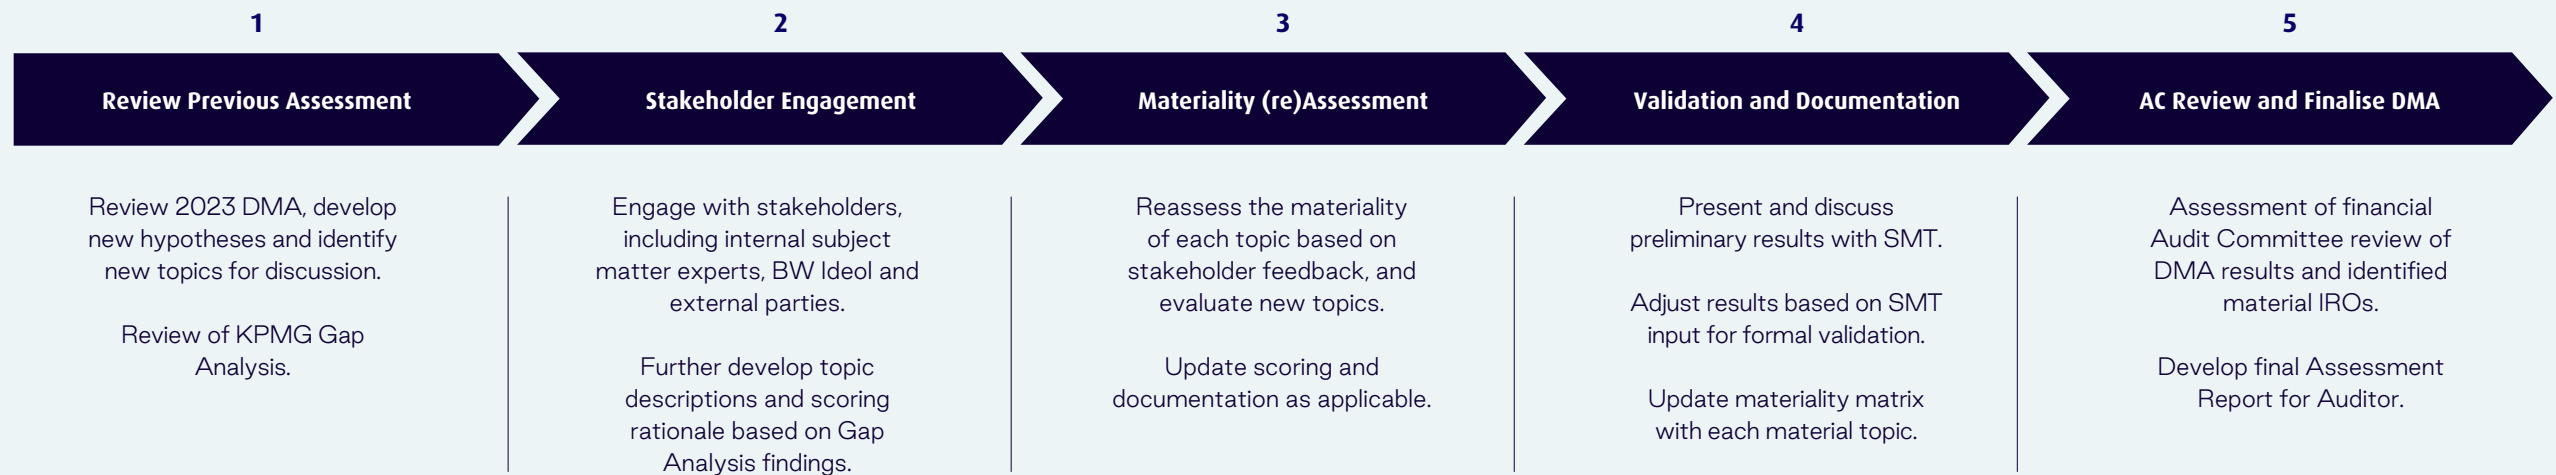 1
Review Previous Assessment
Review 2023 DMA, develop
new hypotheses and identify
new topics for discussion.
Review of KPMG Gap
Analysis.
2
Stakeholder Engagement
Engage with stakeholders,
including internal subject
matter experts, BW Ideol and
external parties.
Further develop topic
descriptions and scoring
rationale based on Gap
Analysis findings.
3
Materiality (re)Assessment
Reassess the materiality
of each topic based on
stakeholder feedback, and
evaluate new topics.
Update scoring and
documentation as applicable.
4
Validation and Documentation
Present and discuss
preliminary results with SMT.
Adjust results based on SMT
input for formal validation.
Update materiality matrix
with each material topic.
5
AC Review and Finalise DMA
Assessment of financial
Audit Committee review of
DMA results and identified
material IROs.
Develop final Assessment
Report for Auditor.